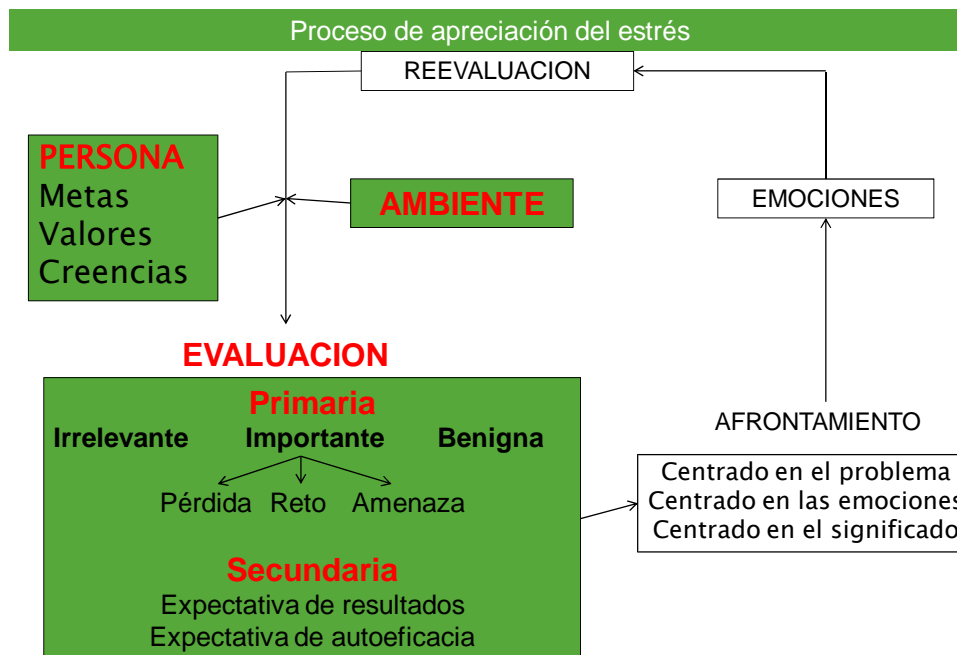 Proceso de apreciación del estrés
REEVALUACION
PERSONA
Metas
Valores
Creencias
AMBIENTE
EMOCIONES
EVALUACION
Primaria
Irrelevante Importante Benigna
Pérdida Reto Amenaza
Secundaria
Expectativa de resultados
Expectativa de autoeficacia
AFRONTAMIENTO
Centrado en el problema
Centrado en las emociones
Centrado en el significado